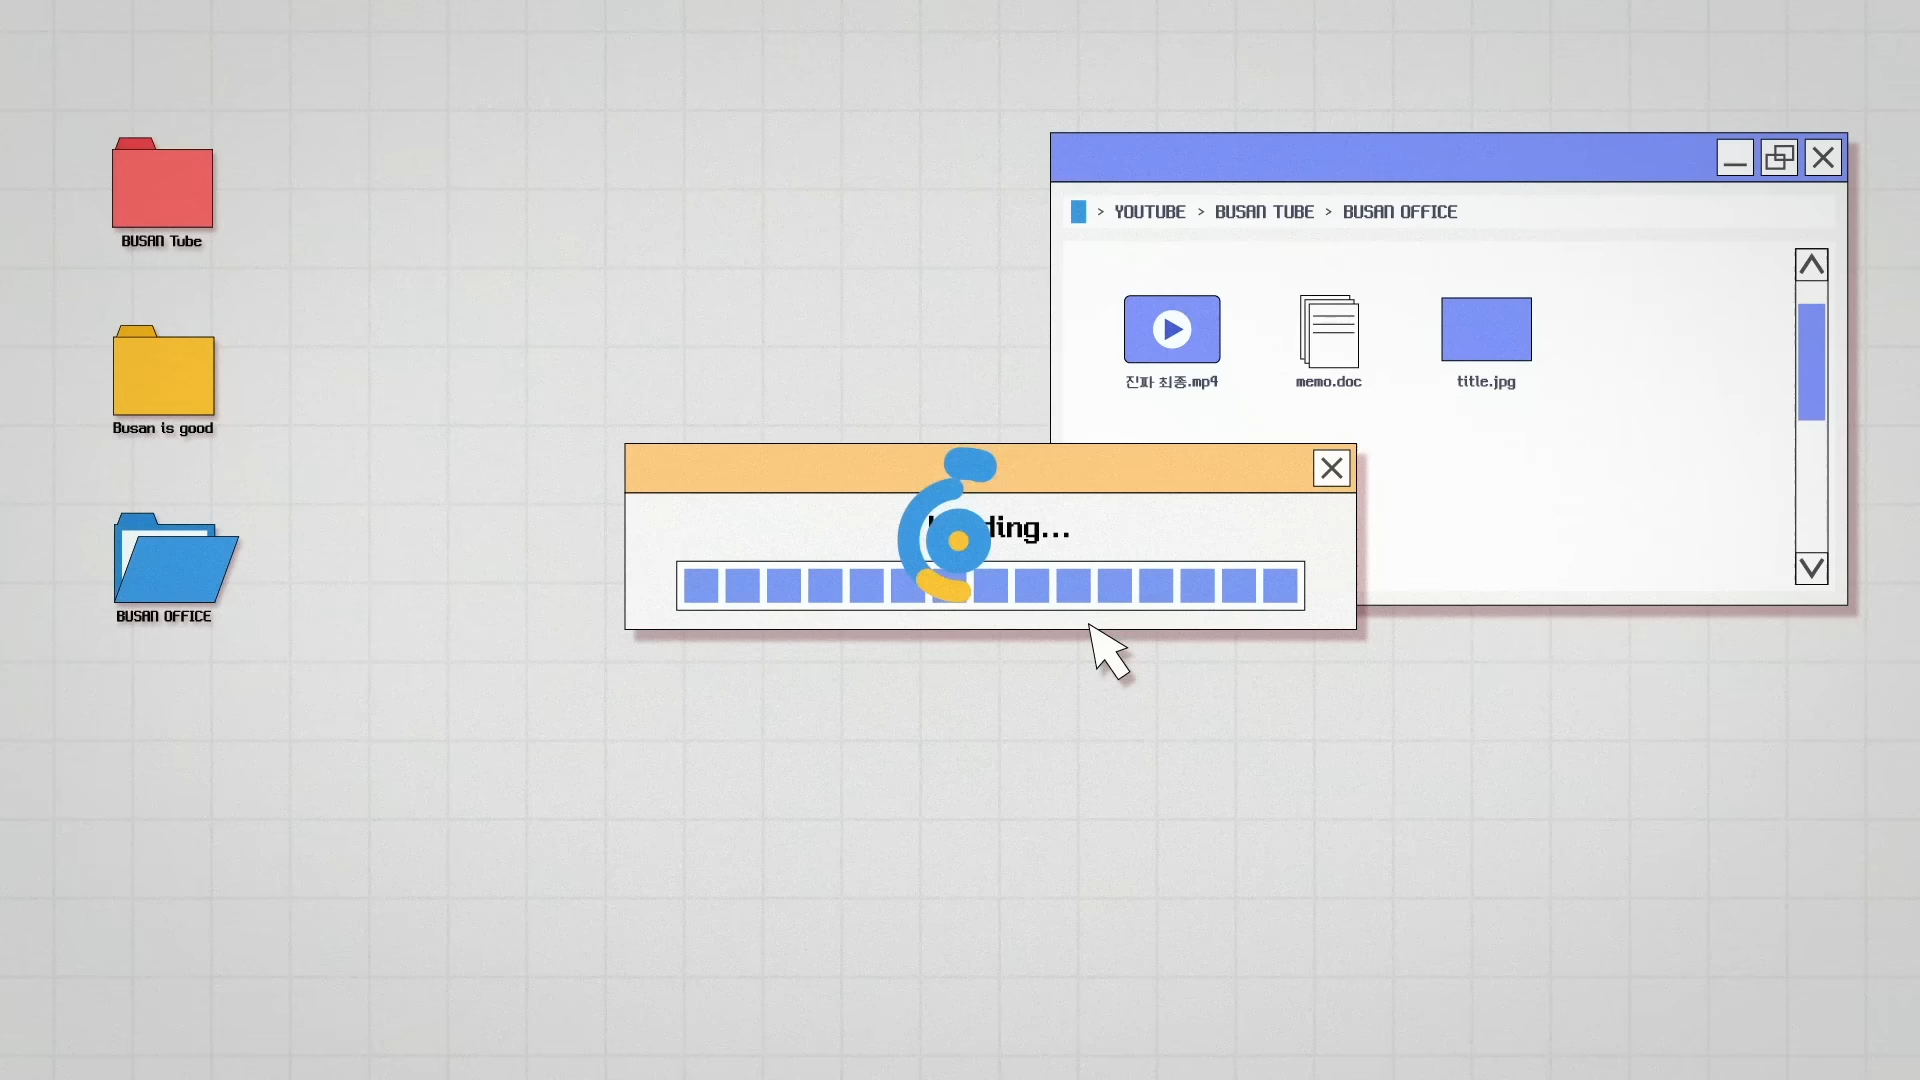 BUSAN Tube
Busan is good
BUSAN OFFICE
> YOUTUBE > BUSAN TUBE > BUSAN OFFICE
진짜 최종.mp4
memo.doc
title.jpg